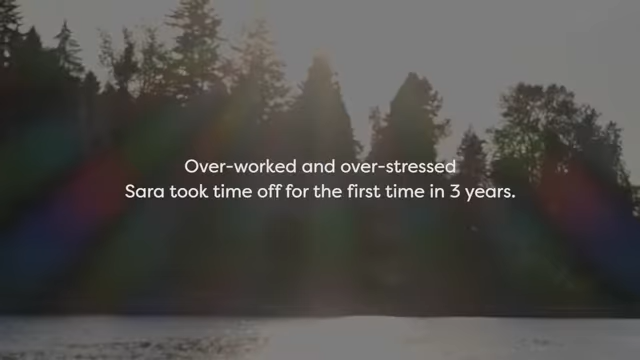 Over-worked and over-stressed
Sara took time off for the first time in 3 years.